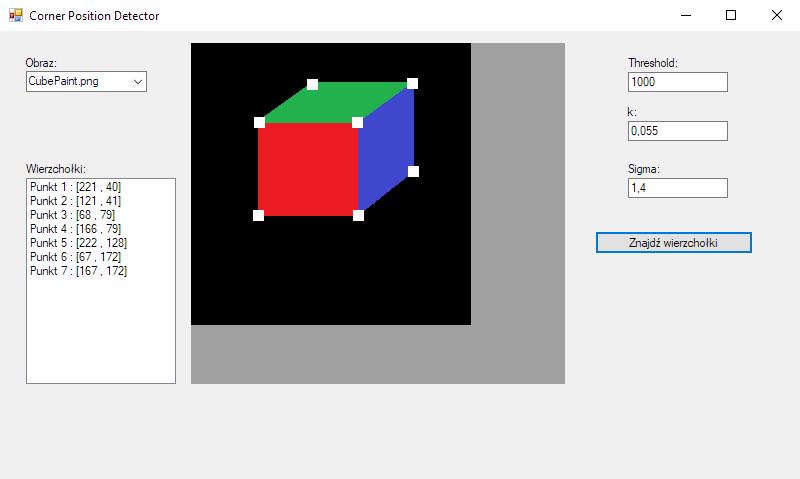 Corner Position Detector
Obraz:
CubePaint.png
Wierzchołki:
Punkt 1 : [221 , 40]
Punkt 2 : [121 , 41]
Punkt 3 : [68 , 79]
Punkt 4 : [166 , 79]
Punkt 5 : [222 , 128]
Punkt 6 : [67 , 172]
Punkt 7 : [167 , 172]
Threshold:
1000
k:
0,055
Sigma:
1,4
Znajdź wierzchołki